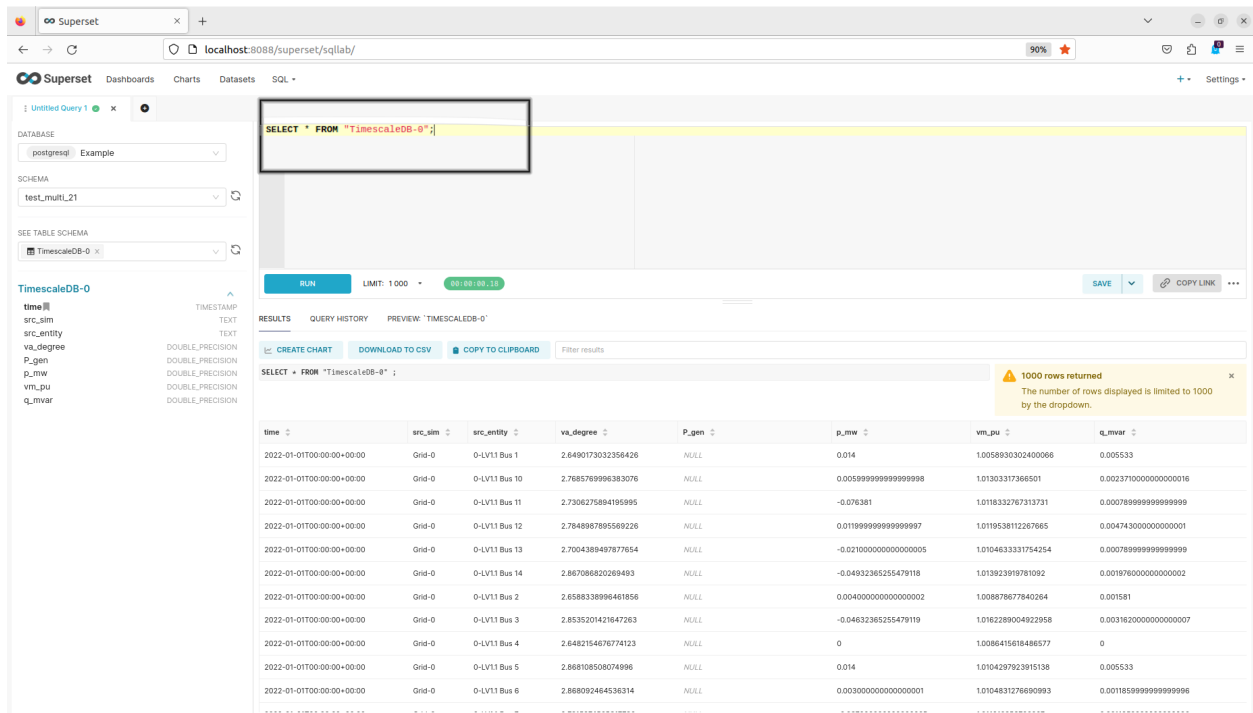 Superset
localhost:8088/superset/sqllab/
90%
Superset Dashboards Charts Datasets SQL
Settings
Untitled Query 1
DATABASE
postgresql Example
SCHEMA
test_multi_21
SEE TABLE SCHEMA
TimescaleDB-0
TimescaleDB-0
time TIMESTAMP
src_sim TEXT
src_entity TEXT
va_degree DOUBLE_PRECISION
P_gen DOUBLE_PRECISION
p_mw DOUBLE_PRECISION
vm_pu DOUBLE_PRECISION
q_mvar DOUBLE_PRECISION
SELECT * FROM "TimescaleDB-0";
RUN LIMIT: 1 000 00:00:00.18 SAVE COPY LINK
RESULTS QUERY HISTORY PREVIEW: `TIMESCALEDB-0`
CREATE CHART DOWNLOAD TO CSV COPY TO CLIPBOARD Filter results
SELECT * FROM "TimescaleDB-0" ;
1000 rows returned
The number of rows displayed is limited to 1000
by the dropdown.
time src_sim src_entity va_degree P_gen p_mw vm_pu q_mvar
2022-01-01T00:00:00+00:00 Grid-0 0-LV1.1 Bus 1 2.6490173032356426 NULL 0.014 1.0058930302400066 0.005533
2022-01-01T00:00:00+00:00 Grid-0 0-LV1.1 Bus 10 2.7685769996383076 NULL 0.005999999999999998 1.01303317366501 0.0023710000000000016
2022-01-01T00:00:00+00:00 Grid-0 0-LV1.1 Bus 11 2.7306275894195995 NULL -0.076381 1.0118332767313731 0.000789999999999999
2022-01-01T00:00:00+00:00 Grid-0 0-LV1.1 Bus 12 2.7848987895569226 NULL 0.011999999999999997 1.0119538112267665 0.004743000000000001
2022-01-01T00:00:00+00:00 Grid-0 0-LV1.1 Bus 13 2.7004389497877654 NULL -0.021000000000000005 1.0104633331754254 0.000789999999999999
2022-01-01T00:00:00+00:00 Grid-0 0-LV1.1 Bus 14 2.867086820269493 NULL -0.04932365255479118 1.013923919781092 0.001976000000000002
2022-01-01T00:00:00+00:00 Grid-0 0-LV1.1 Bus 2 2.6588338996461856 NULL 0.004000000000000002 1.008878677840264 0.001581
2022-01-01T00:00:00+00:00 Grid-0 0-LV1.1 Bus 3 2.8535201421647263 NULL -0.04632365255479119 1.0162289004922958 0.0031620000000000007
2022-01-01T00:00:00+00:00 Grid-0 0-LV1.1 Bus 4 2.6482154676774123 NULL 0 1.0086415618486577 0
2022-01-01T00:00:00+00:00 Grid-0 0-LV1.1 Bus 5 2.868108508074996 NULL 0.014 1.0104297923915138 0.005533
2022-01-01T00:00:00+00:00 Grid-0 0-LV1.1 Bus 6 2.868092464536314 NULL 0.003000000000000001 1.0104831276690993 0.0011859999999999996